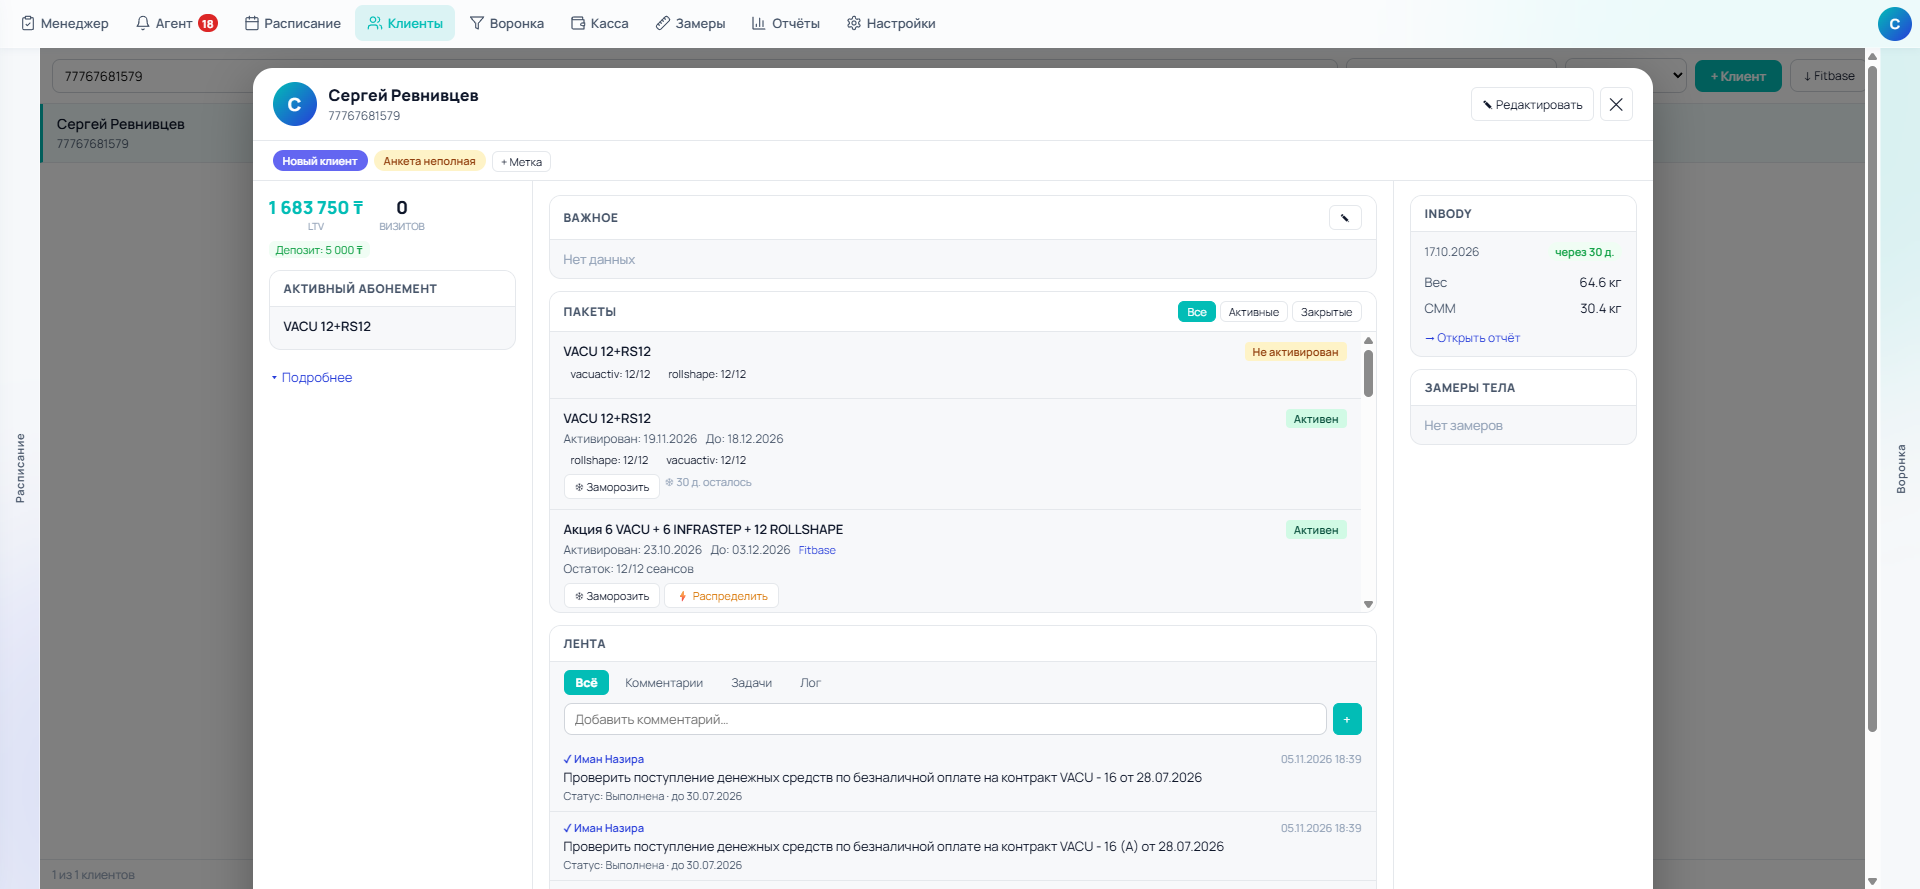 Менеджер
Агент 18
Расписание
Клиенты
Воронка
Касса
Замеры
Отчёты
Настройки
С
77767681579
+ Клиент
↓ Fitbase
Сергей Ревнивцев
77767681579
С
Сергей Ревнивцев
77767681579
Редактировать
Новый клиент
Анкета неполная
+ Метка
1 683 750 ₸
LTV
0
ВИЗИТОВ
Депозит: 5 000 ₸
АКТИВНЫЙ АБОНЕМЕНТ
VACU 12+RS12
Подробнее
ВАЖНОЕ
Нет данных
ПАКЕТЫ
Все
Активные
Закрытые
VACU 12+RS12
Не активирован
vacuactiv: 12/12 rollshape: 12/12
VACU 12+RS12
Активен
Активирован: 19.11.2026 До: 18.12.2026
rollshape: 12/12 vacuactiv: 12/12
❄ Заморозить
❄ 30 д. осталось
Акция 6 VACU + 6 INFRASTEP + 12 ROLLSHAPE
Активен
Активирован: 23.10.2026 До: 03.12.2026 Fitbase
Остаток: 12/12 сеансов
❄ Заморозить
Распределить
ЛЕНТА
Всё
Комментарии
Задачи
Лог
Добавить комментарий...
+
✓ Иман Назира
05.11.2026 18:39
Проверить поступление денежных средств по безналичной оплате на контракт VACU - 16 от 28.07.2026
Статус: Выполнена · до 30.07.2026
✓ Иман Назира
05.11.2026 18:39
Проверить поступление денежных средств по безналичной оплате на контракт VACU - 16 (А) от 28.07.2026
Статус: Выполнена · до 30.07.2026
INBODY
17.10.2026
через 30 д.
Вес 64.6 кг
СММ 30.4 кг
→ Открыть отчёт
ЗАМЕРЫ ТЕЛА
Нет замеров
Расписание
Воронка
1 из 1 клиентов